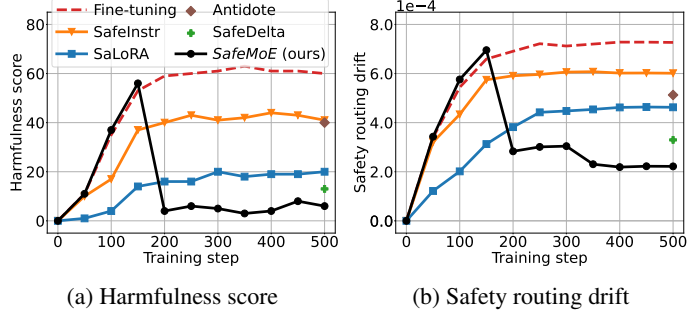 Fine-tuning
SafeInstr
SaLoRA
Antidote
SafeDelta
SafeMoE (ours)
Harmfulness score
80
60
40
20
0
0 100 200 300 400 500
Training step
(a) Harmfulness score
1e−4
Safety routing drift
8.0
6.0
4.0
2.0
0.0
0.0
0 100 200 300 400 500
Training step
(b) Safety routing drift